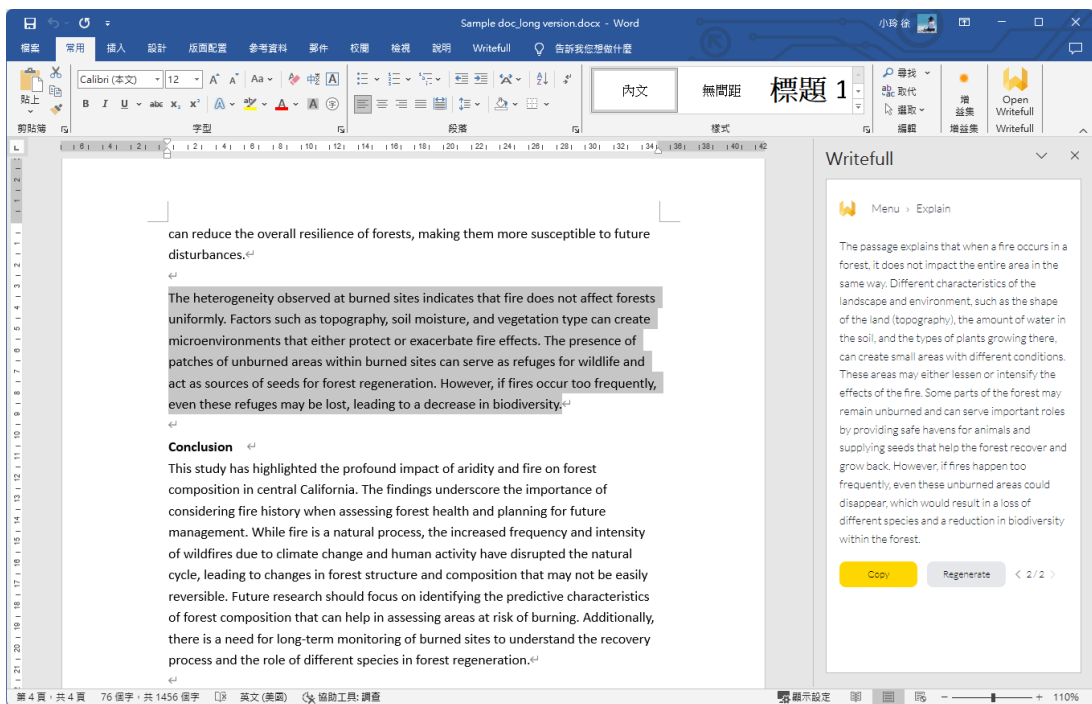 Sample doc_long version.docx - Word
小珍 徐
檔案 常用 插入 設計 版面配置 參考資料 郵件 校閱 檢視 說明 Writefull 告訴我您想做什麼
貼上
剪貼簿
Calibri (本文) 12
字型
段落
內文 無間距 標題 1
樣式
尋找
取代
選取
編輯
增益集
增益集
Open Writefull
Writefull
can reduce the overall resilience of forests, making them more susceptible to future
disturbances.
The heterogeneity observed at burned sites indicates that fire does not affect forests
uniformly. Factors such as topography, soil moisture, and vegetation type can create
microenvironments that either protect or exacerbate fire effects. The presence of
patches of unburned areas within burned sites can serve as refuges for wildlife and
act as sources of seeds for forest regeneration. However, if fires occur too frequently,
even these refuges may be lost, leading to a decrease in biodiversity.
Conclusion
This study has highlighted the profound impact of aridity and fire on forest
composition in central California. The findings underscore the importance of
considering fire history when assessing forest health and planning for future
management. While fire is a natural process, the increased frequency and intensity
of wildfires due to climate change and human activity have disrupted the natural
cycle, leading to changes in forest structure and composition that may not be easily
reversible. Future research should focus on identifying the predictive characteristics
of forest composition that can help in assessing areas at risk of burning. Additionally,
there is a need for long-term monitoring of burned sites to understand the recovery
process and the role of different species in forest regeneration.
Writefull
Menu › Explain
The passage explains that when a fire occurs in a
forest, it does not impact the entire area in the
same way. Different characteristics of the
landscape and environment, such as the shape
of the land (topography), the amount of water in
the soil, and the types of plants growing there,
can create small areas with different conditions.
These areas may either lessen or intensify the
effects of the fire. Some parts of the forest may
remain unburned and can serve important roles
by providing safe havens for animals and
supplying seeds that help the forest recover and
grow back. However, if fires happen too
frequently, even these unburned areas could
disappear, which would result in a loss of
different species and a reduction in biodiversity
within the forest.
Copy Regenerate < 2/2 >
第 4 頁，共 4 頁 76 個字，共 1456 個字 英文 (美國) 協助工具: 調查 顯示設定 110%